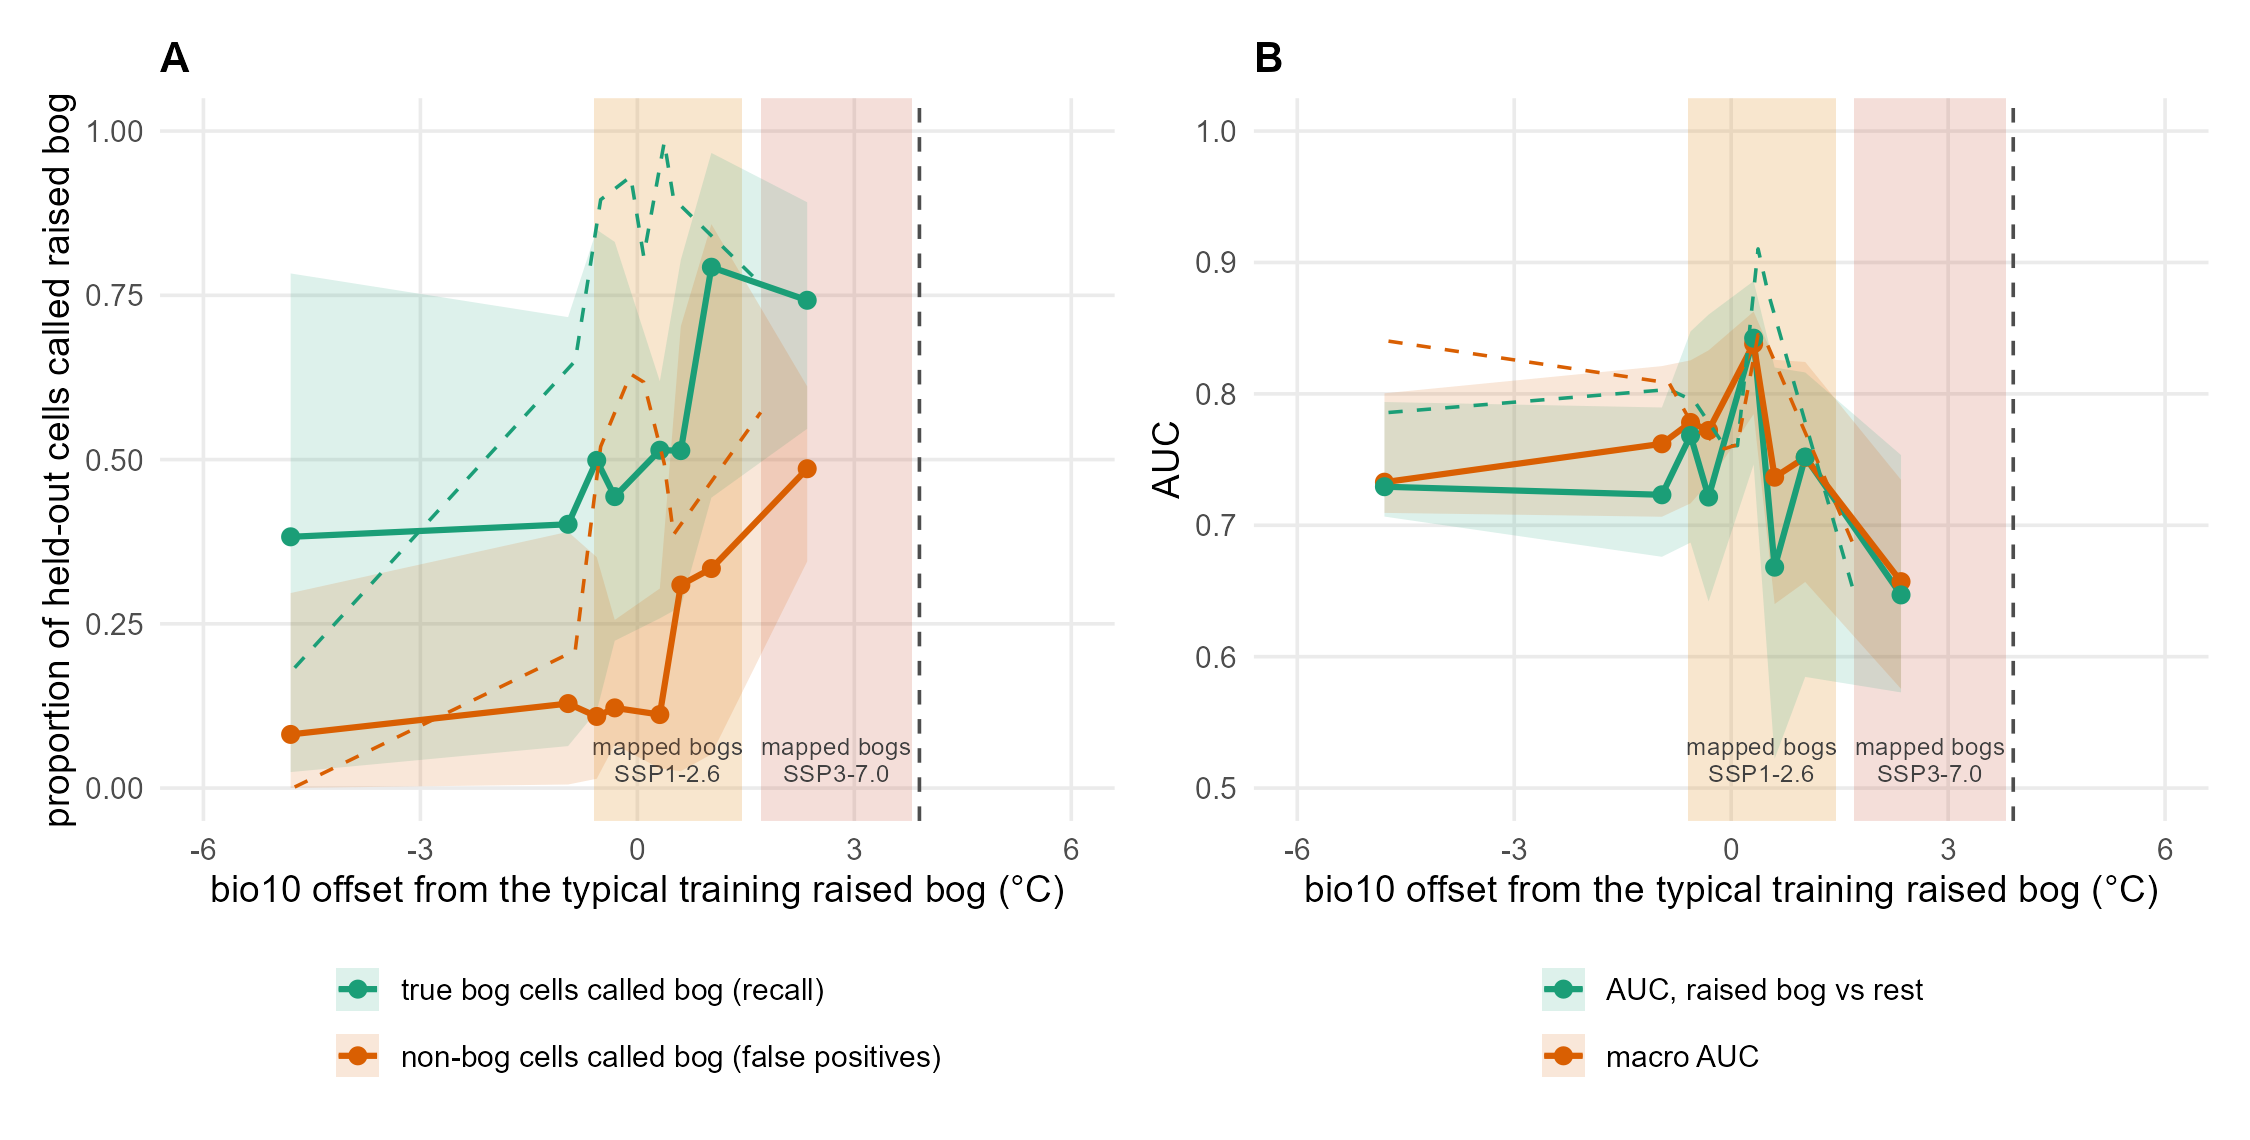 A
proportion of held-out cells called raised bog
1.00
0.75
0.50
0.25
0.00
mapped bogs
SSP1-2.6
mapped bogs
SSP3-7.0
-6
-3
0
3
6
bio10 offset from the typical training raised bog (°C)
true bog cells called bog (recall)
non-bog cells called bog (false positives)
B
AUC
1.0
0.9
0.8
0.7
0.6
0.5
mapped bogs
SSP1-2.6
mapped bogs
SSP3-7.0
-6
-3
0
3
6
bio10 offset from the typical training raised bog (°C)
AUC, raised bog vs rest
macro AUC